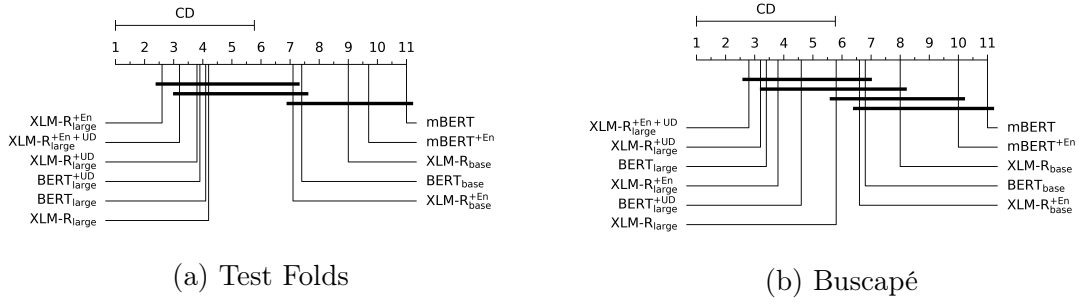 CD
1 2 3 4 5 6 7 8 9 10 11
XLM-R+En large
XLM-R+En+UD large
XLM-R+UD large
BERT+UD large
BERT large
XLM-R large
mBERT
mBERT+En
XLM-R base
BERT base
XLM-R+En base
(a) Test Folds
CD
1 2 3 4 5 6 7 8 9 10 11
XLM-R+En+UD large
XLM-R+UD large
BERT large
XLM-R+En large
BERT+UD large
XLM-R large
mBERT
mBERT+En
XLM-R base
BERT base
XLM-R+En base
(b) Buscapé